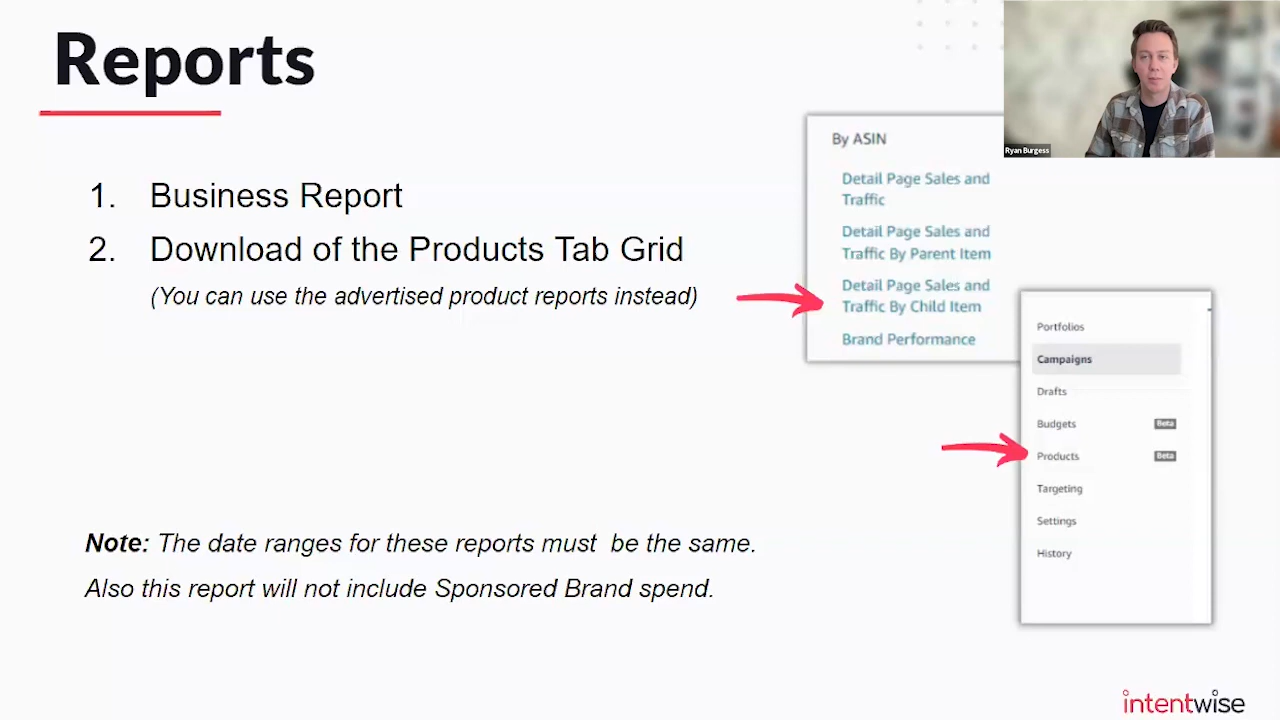 Reports
1. Business Report
2. Download of the Products Tab Grid
(You can use the advertised product reports instead)
Note: The date ranges for these reports must be the same.
Also this report will not include Sponsored Brand spend.
By ASIN
Detail Page Sales and
Traffic
Detail Page Sales and
Traffic By Parent Item
Detail Page Sales and
Traffic By Child Item
Brand Performance
Portfolios
Campaigns
Drafts
Budgets Beta
Products Beta
Targeting
Settings
History
Ryan Burgess
intentwise